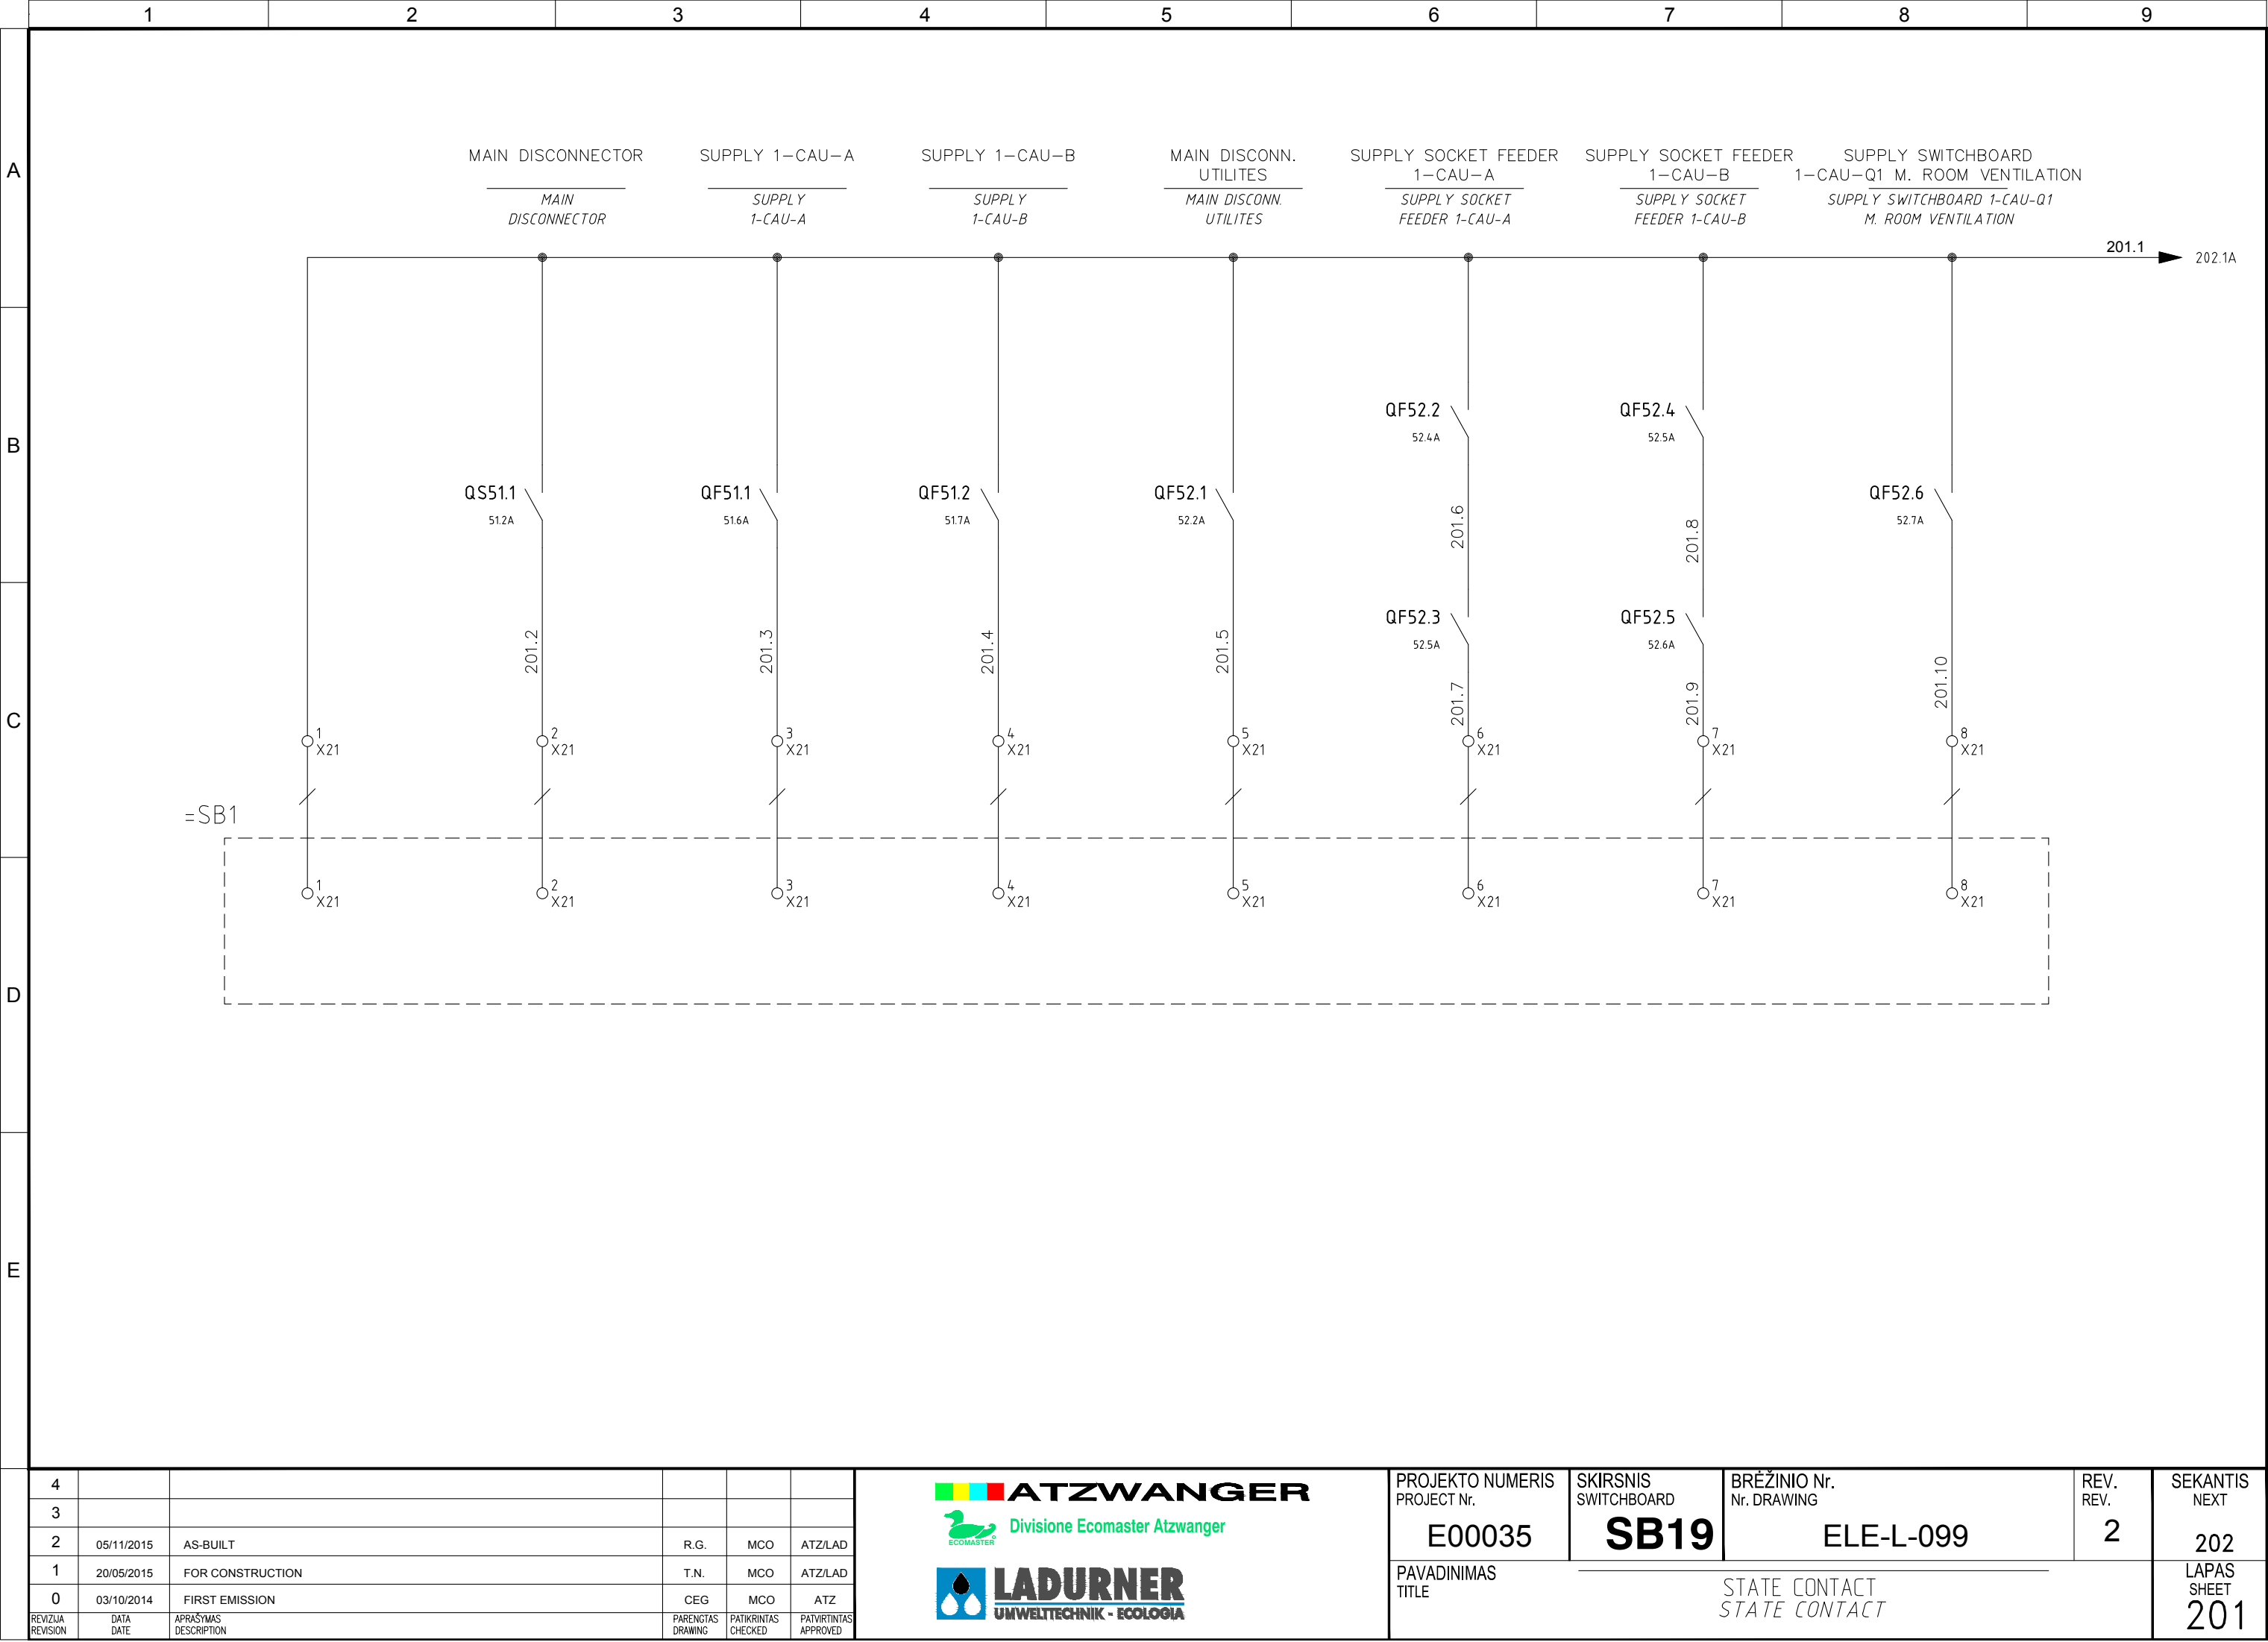 1 2 3 4 5 6 7 8 9
A
B
C
D
E
MAIN DISCONNECTOR
MAIN
DISCONNECTOR
SUPPLY 1-CAU-A
SUPPLY
1-CAU-A
SUPPLY 1-CAU-B
SUPPLY
1-CAU-B
MAIN DISCONN.
UTILITES
MAIN DISCONN.
UTILITES
SUPPLY SOCKET FEEDER
1-CAU-A
SUPPLY SOCKET
FEEDER 1-CAU-A
SUPPLY SOCKET FEEDER
1-CAU-B
SUPPLY SOCKET
FEEDER 1-CAU-B
SUPPLY SWITCHBOARD
1-CAU-Q1 M. ROOM VENTILATION
SUPPLY SWITCHBOARD 1-CAU-Q1
M. ROOM VENTILATION
201.1
202.1A
QF52.2
52.4A
QF52.4
52.5A
QS51.1
51.2A
QF51.1
51.6A
QF51.2
51.7A
QF52.1
52.2A
QF52.6
52.7A
201.6
201.8
QF52.3
52.5A
QF52.5
52.6A
201.2
201.3
201.4
201.5
201.7
201.9
201.10
1
X21
2
X21
3
X21
4
X21
5
X21
6
X21
7
X21
8
X21
=SB1
1
X21
2
X21
3
X21
4
X21
5
X21
6
X21
7
X21
8
X21
4
3
2 05/11/2015 AS-BUILT R.G. MCO ATZ/LAD
1 20/05/2015 FOR CONSTRUCTION T.N. MCO ATZ/LAD
0 03/10/2014 FIRST EMISSION CEG MCO ATZ
REVIZIJA DATA APRAŠYMAS PARENGTAS PATIKRINTAS PATVIRTINTAS
REVISION DATE DESCRIPTION DRAWING CHECKED APPROVED
ATZWANGER
Divisione Ecomaster Atzwanger
ECOMASTER
LADURNER
UMWELTTECHNIK - ECOLOGIA
PROJEKTO NUMERIS
PROJECT Nr.
E00035
SKIRSNIS
SWITCHBOARD
SB19
BRĖŽINIO Nr.
Nr. DRAWING
ELE-L-099
REV.
REV.
2
SEKANTIS
NEXT
202
PAVADINIMAS
TITLE
STATE CONTACT
STATE CONTACT
LAPAS
SHEET
201